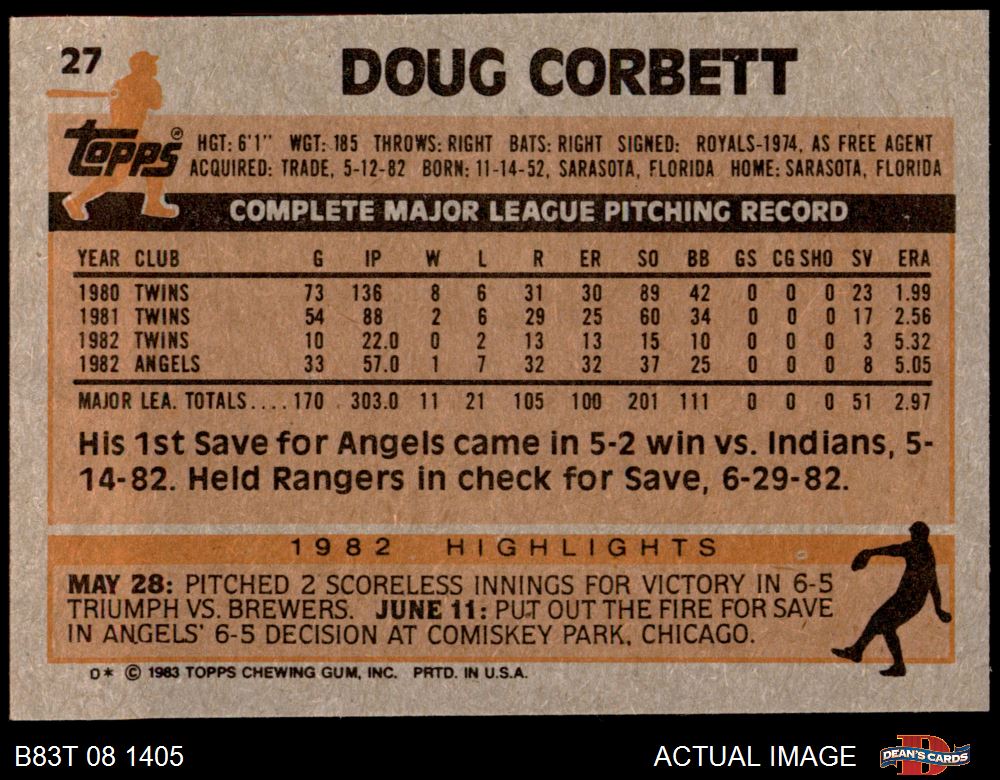 27
DOUG CORBETT
topps®
HGT: 6'1" WGT: 185 THROWS: RIGHT BATS: RIGHT SIGNED: ROYALS-1974, AS FREE AGENT
ACQUIRED: TRADE, 5-12-82 BORN: 11-14-52, SARASOTA, FLORIDA HOME: SARASOTA, FLORIDA
COMPLETE MAJOR LEAGUE PITCHING RECORD
YEAR CLUB G IP W L R ER SO BB GS CG SHO SV ERA
1980 TWINS 73 136 8 6 31 30 89 42 0 0 0 23 1.99
1981 TWINS 54 88 2 6 29 25 60 34 0 0 0 17 2.56
1982 TWINS 10 22.0 0 2 13 13 15 10 0 0 0 3 5.32
1982 ANGELS 33 57.0 1 7 32 32 37 25 0 0 0 8 5.05
MAJOR LEA. TOTALS.... 170 303.0 11 21 105 100 201 111 0 0 0 51 2.97
His 1st Save for Angels came in 5-2 win vs. Indians, 5-
14-82. Held Rangers in check for Save, 6-29-82.
1982 HIGHLIGHTS
MAY 28: PITCHED 2 SCORELESS INNINGS FOR VICTORY IN 6-5
TRIUMPH VS. BREWERS. JUNE 11: PUT OUT THE FIRE FOR SAVE
IN ANGELS' 6-5 DECISION AT COMISKEY PARK, CHICAGO.
D* © 1983 TOPPS CHEWING GUM, INC. PRTD. IN U.S.A.
B83T 08 1405
ACTUAL IMAGE
DEAN'S CARDS